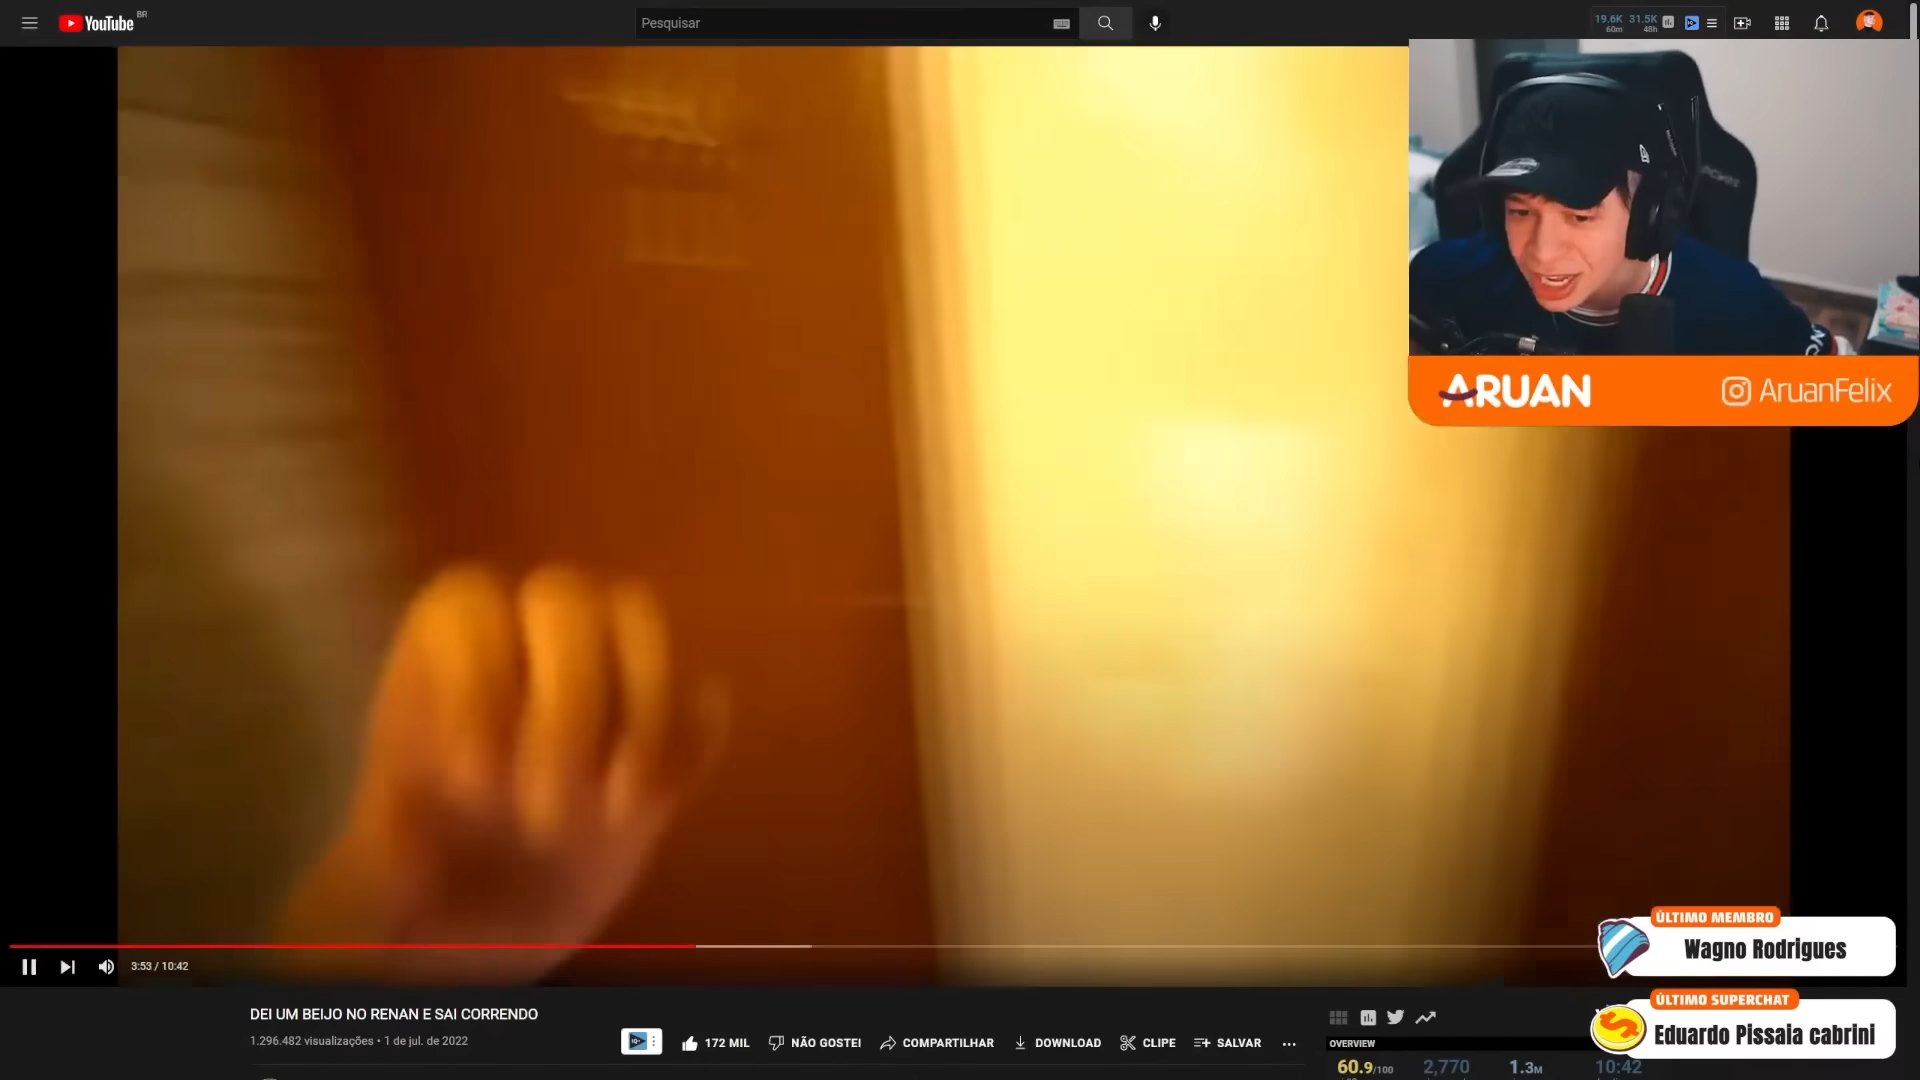 YouTube BR
Pesquisar
19.6K 31.5K
60m 48h
ARUAN
AruanFelix
3:53 / 10:42
ÚLTIMO MEMBRO
Wagno Rodrigues
ÚLTIMO SUPERCHAT
Eduardo Pissaia cabrini
DEI UM BEIJO NO RENAN E SAI CORRENDO
1.296.482 visualizações • 1 de jul. de 2022
172 MIL
NÃO GOSTEI
COMPARTILHAR
DOWNLOAD
CLIPE
SALVAR
OVERVIEW
60.9/100 2,770 1.3M 10:42